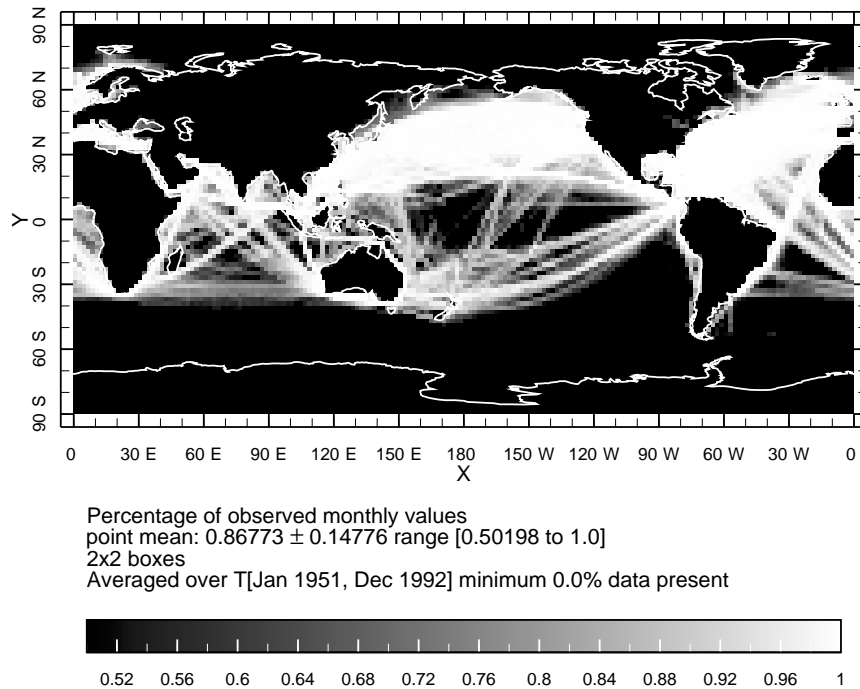 90 N
60 N
30 N
0
30 S
60 S
90 S
Y
0 30 E 60 E 90 E 120 E 150 E 180 150 W 120 W 90 W 60 W 30 W 0
X
Percentage of observed monthly values
point mean: 0.86773 ± 0.14776 range [0.50198 to 1.0]
2x2 boxes
Averaged over T[Jan 1951, Dec 1992] minimum 0.0% data present
0.52 0.56 0.6 0.64 0.68 0.72 0.76 0.8 0.84 0.88 0.92 0.96 1